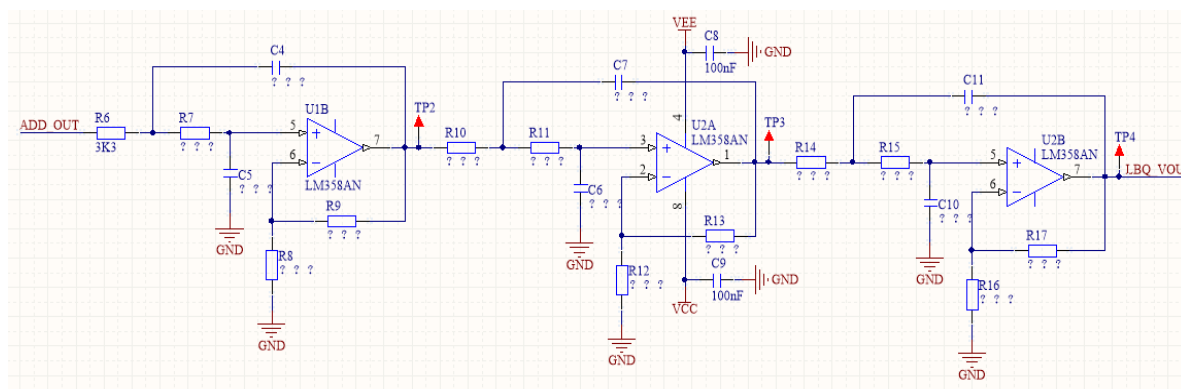 ADD_OUT
R6
3K3
R7
? ? ?
C4
? ? ?
C5
? ? ?
GND
U1B
5
6
7
LM358AN
R9
? ? ?
R8
? ? ?
GND
TP2
R10
? ? ?
R11
? ? ?
C7
? ? ?
C6
? ? ?
GND
VEE
C8
100nF
GND
4
U2A
LM358AN
3
2
1
8
R13
? ? ?
R12
? ? ?
GND
C9
100nF
GND
VCC
TP3
R14
? ? ?
R15
? ? ?
C11
? ? ?
C10
? ? ?
GND
U2B
LM358AN
5
6
7
R17
? ? ?
R16
? ? ?
GND
TP4
LBQ_VOU